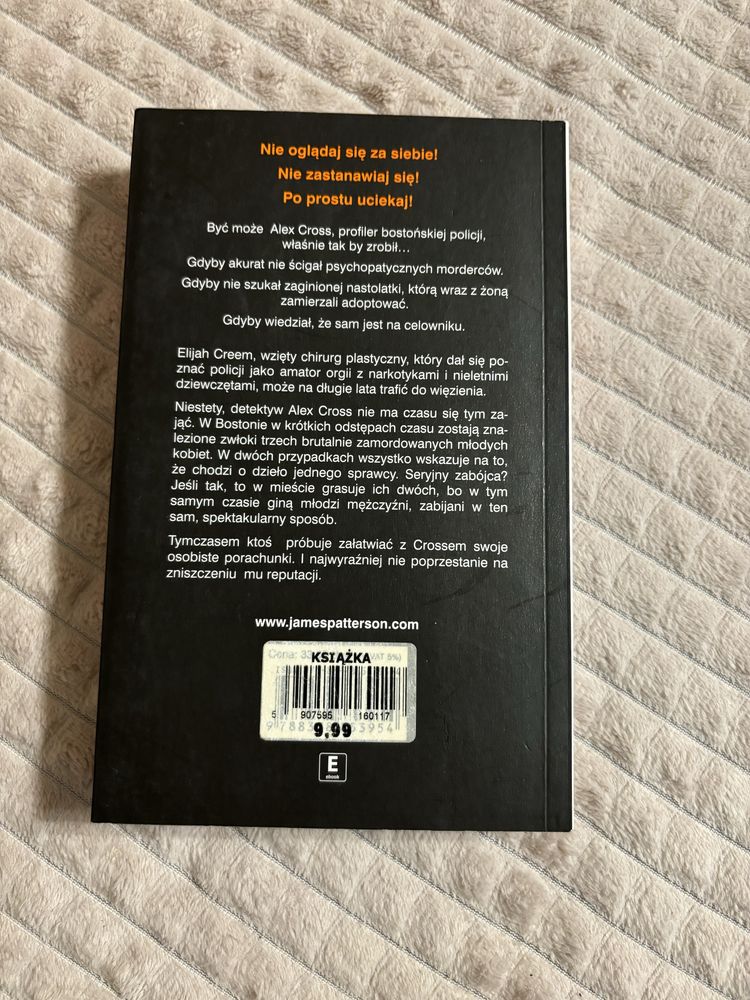 Nie oglądaj się za siebie!
Nie zastanawiaj się!
Po prostu uciekaj!
Być może Alex Cross, profiler bostońskiej policji,
właśnie tak by zrobił...
Gdyby akurat nie ścigał psychopatycznych morderców.
Gdyby nie szukał zaginionej nastolatki, którą wraz z żoną
zamierzali adoptować.
Gdyby wiedział, że sam jest na celowniku.
Elijah Creem, wzięty chirurg plastyczny, który dał się po-
znać policji jako amator orgii z narkotykami i nieletnimi
dziewczętami, może na długie lata trafić do więzienia.
Niestety, detektyw Alex Cross nie ma czasu się tym za-
jąć. W Bostonie w krótkich odstępach czasu zostają zna-
lezione zwłoki trzech brutalnie zamordowanych młodych
kobiet. W dwóch przypadkach wszystko wskazuje na to,
że chodzi o dzieło jednego sprawcy. Seryjny zabójca?
Jeśli tak, to w mieście grasuje ich dwóch, bo w tym
samym czasie giną młodzi mężczyźni, zabijani w ten
sam, spektakularny sposób.
Tymczasem ktoś próbuje załatwiać z Crossem swoje
osobiste porachunki. I najwyraźniej nie poprzestanie na
zniszczeniu mu reputacji.
www.jamespatterson.com
Cena: VAT 5%)
KSIĄŻKA
5 907595 160117
9,99
E
ebook